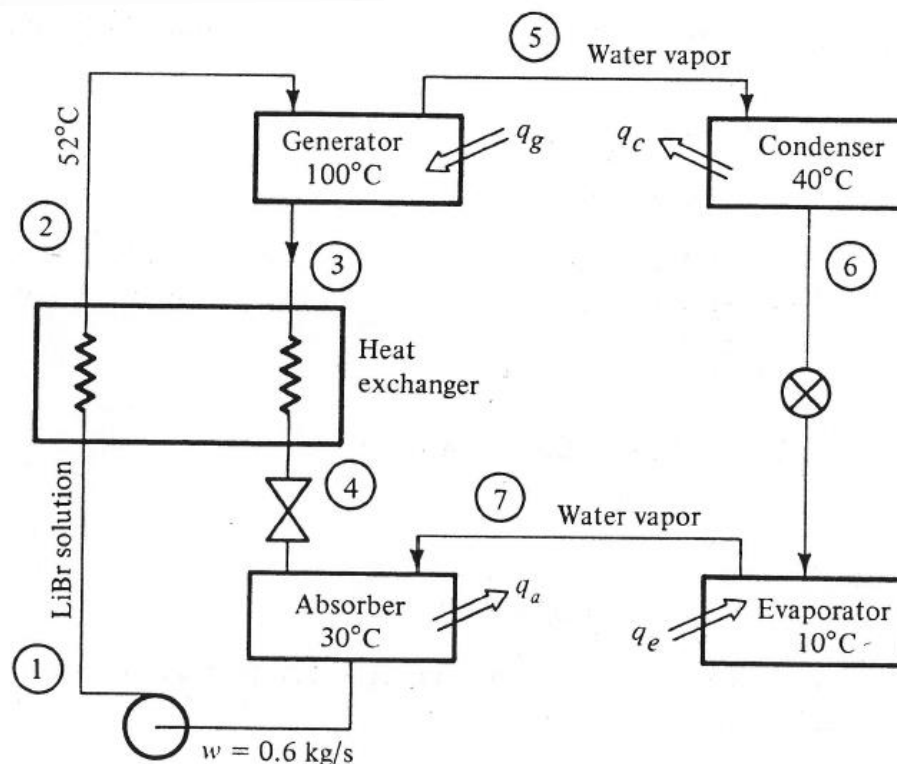 5
Water vapor
52°C
Generator
100°C
q_g
q_c
Condenser
40°C
2
3
6
Heat
exchanger
LiBr solution
4
7
Water vapor
Absorber
30°C
q_a
q_e
Evaporator
10°C
1
w = 0.6 kg/s